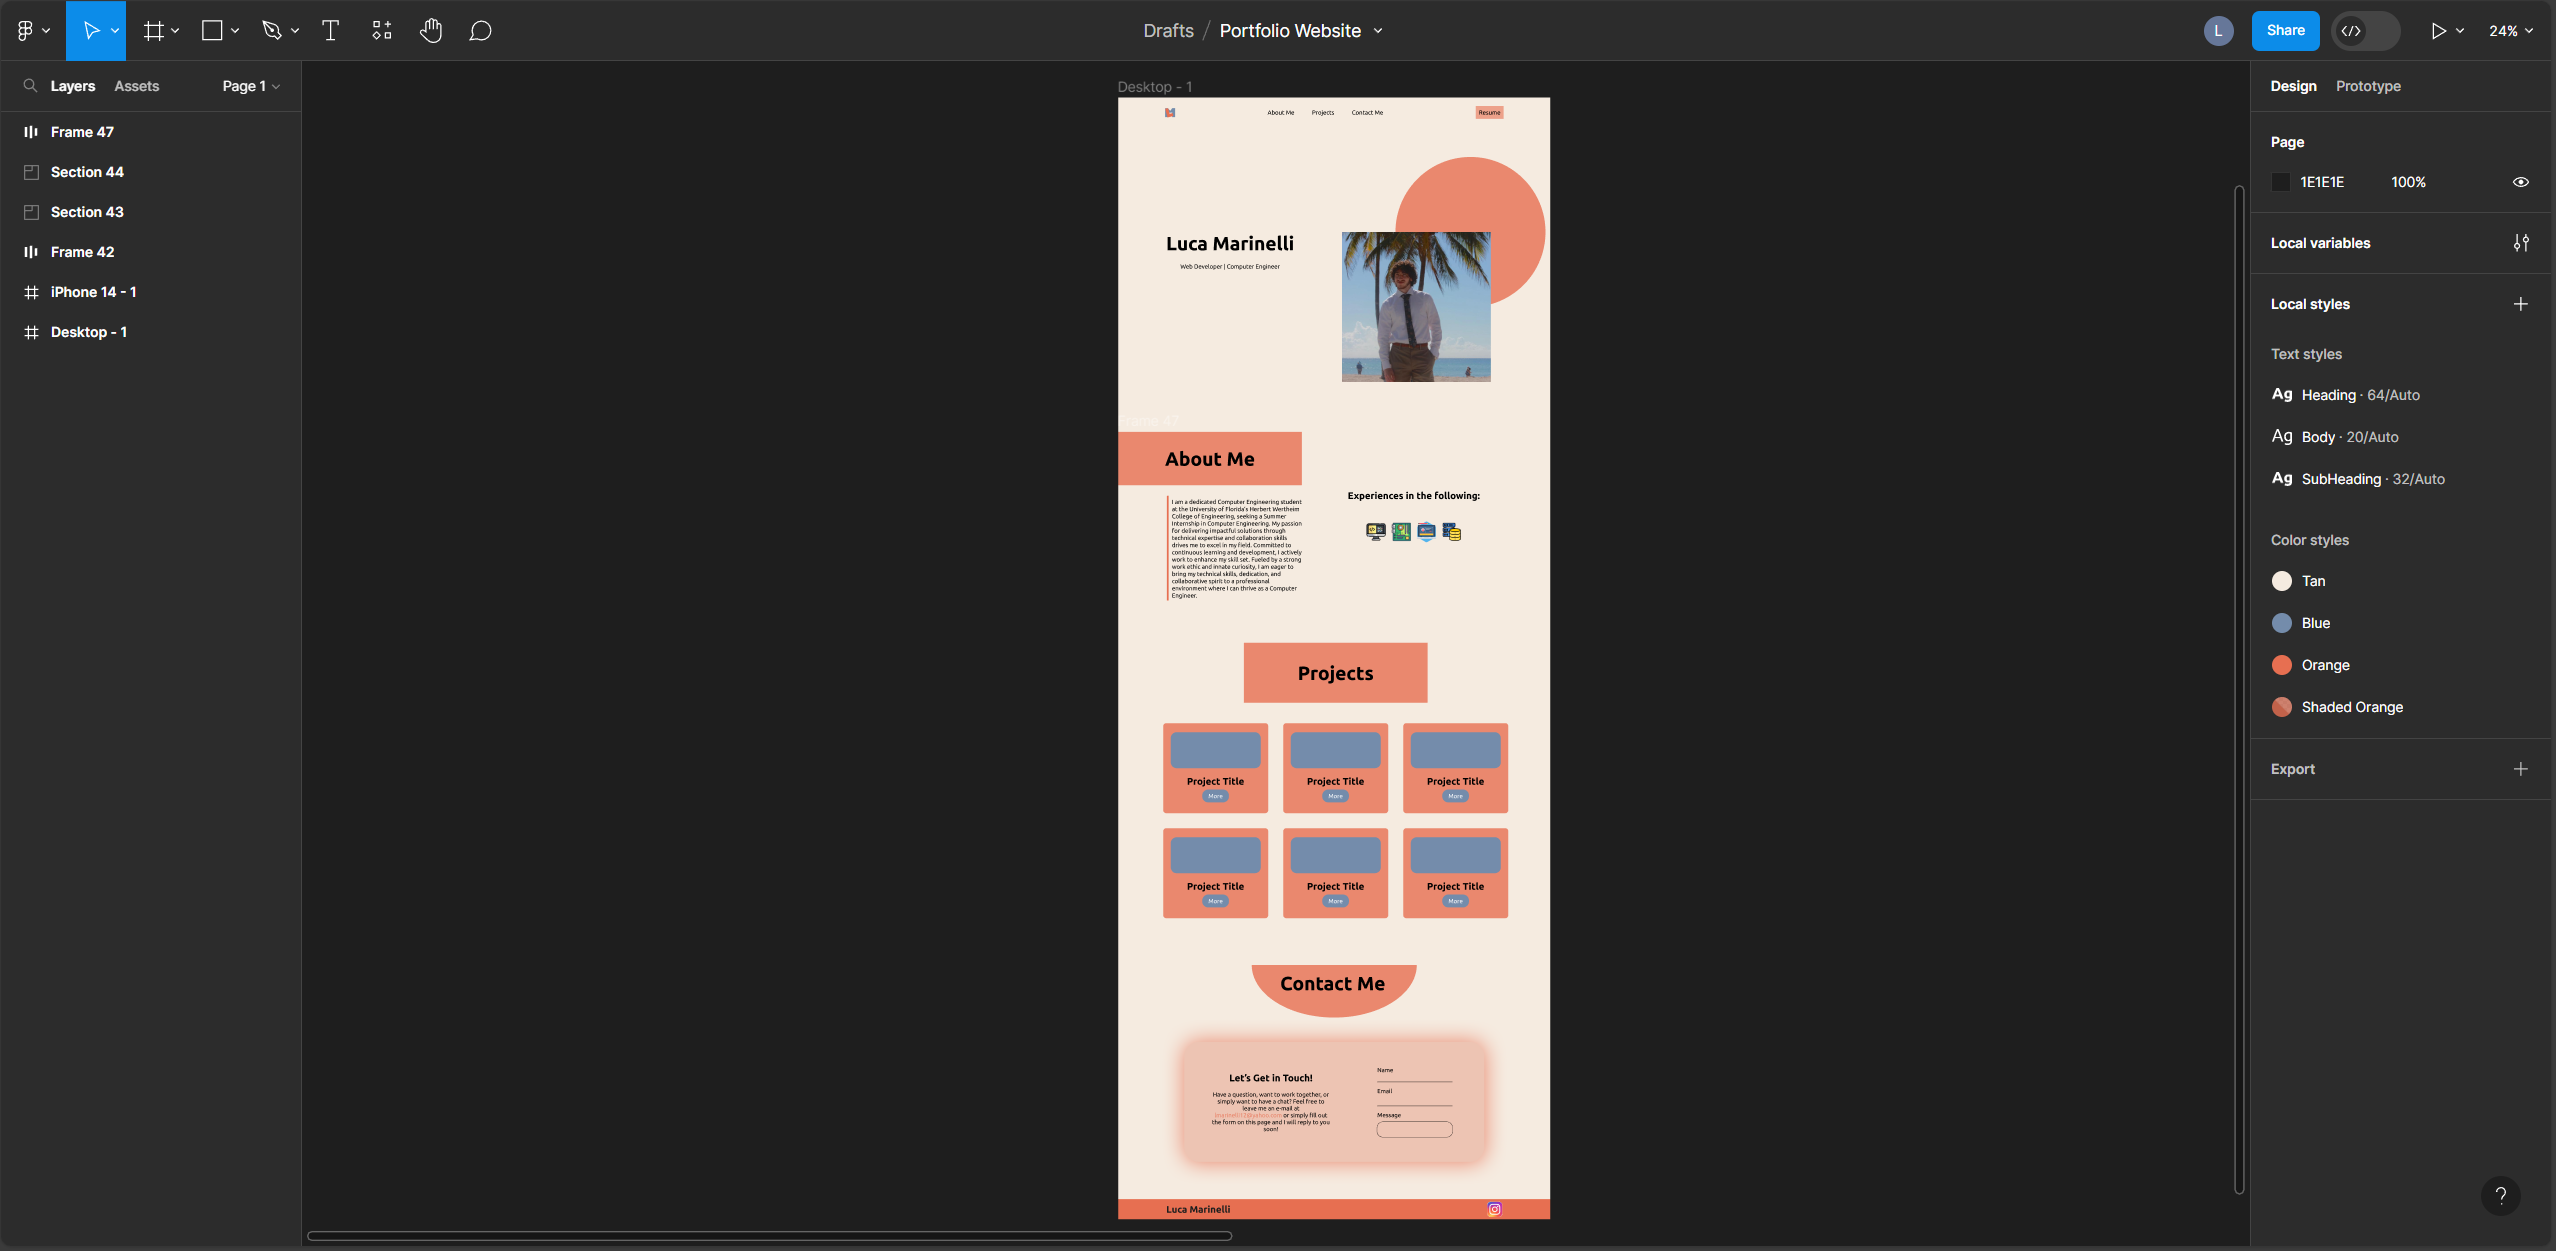 Drafts / Portfolio Website
L
Share
24%
Layers
Assets
Page 1
Frame 47
Section 44
Section 43
Frame 42
iPhone 14 - 1
Desktop - 1
Desktop - 1
About Me
Projects
Contact Me
Resume
Luca Marinelli
Web Developer | Computer Engineer
Frame 47
About Me
I am a dedicated Computer Engineering student
at the University of Florida's Herbert Wertheim
College of Engineering, seeking a Summer
Internship in Computer Engineering. My passion
for delivering impactful solutions through
technical expertise and collaboration skills
drives me to excel in my field. Committed to
continuous learning and development, I actively
work to enhance my skill set. Fueled by a strong
work ethic and innate curiosity, I am eager to
bring my technical skills, dedication, and
collaborative spirit to a professional
environment where I can thrive as a Computer
Engineer.
Experiences in the following:
Projects
Project Title
More
Project Title
More
Project Title
More
Project Title
More
Project Title
More
Project Title
More
Contact Me
Let's Get in Touch!
Have a question, want to work together, or
simply want to have a chat? Feel free to
leave me an e-mail at
or simply fill out
the form on this page and I will reply to you
soon!
Name
Email
Message
Luca Marinelli
Design
Prototype
Page
1E1E1E
100%
Local variables
Local styles
Text styles
Ag Heading · 64/Auto
Ag Body · 20/Auto
Ag SubHeading · 32/Auto
Color styles
Tan
Blue
Orange
Shaded Orange
Export
?